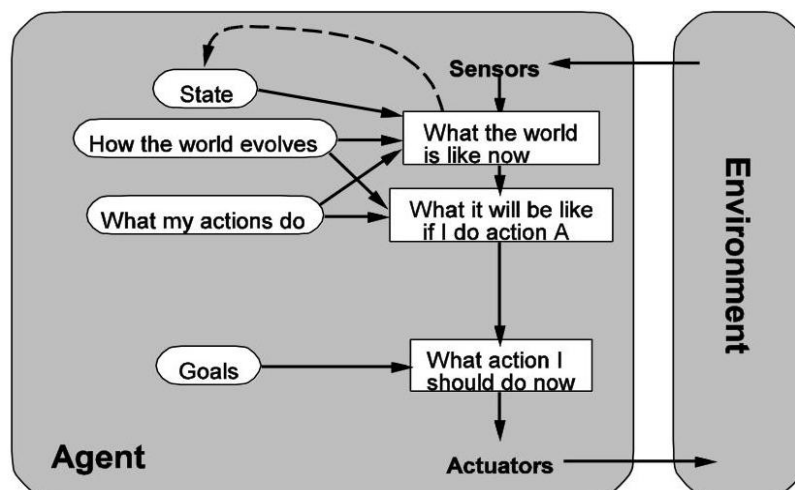 Sensors
State
What the world
is like now
How the world evolves
What it will be like
if I do action A
What my actions do
Environment
Goals
What action I
should do now
Agent
Actuators